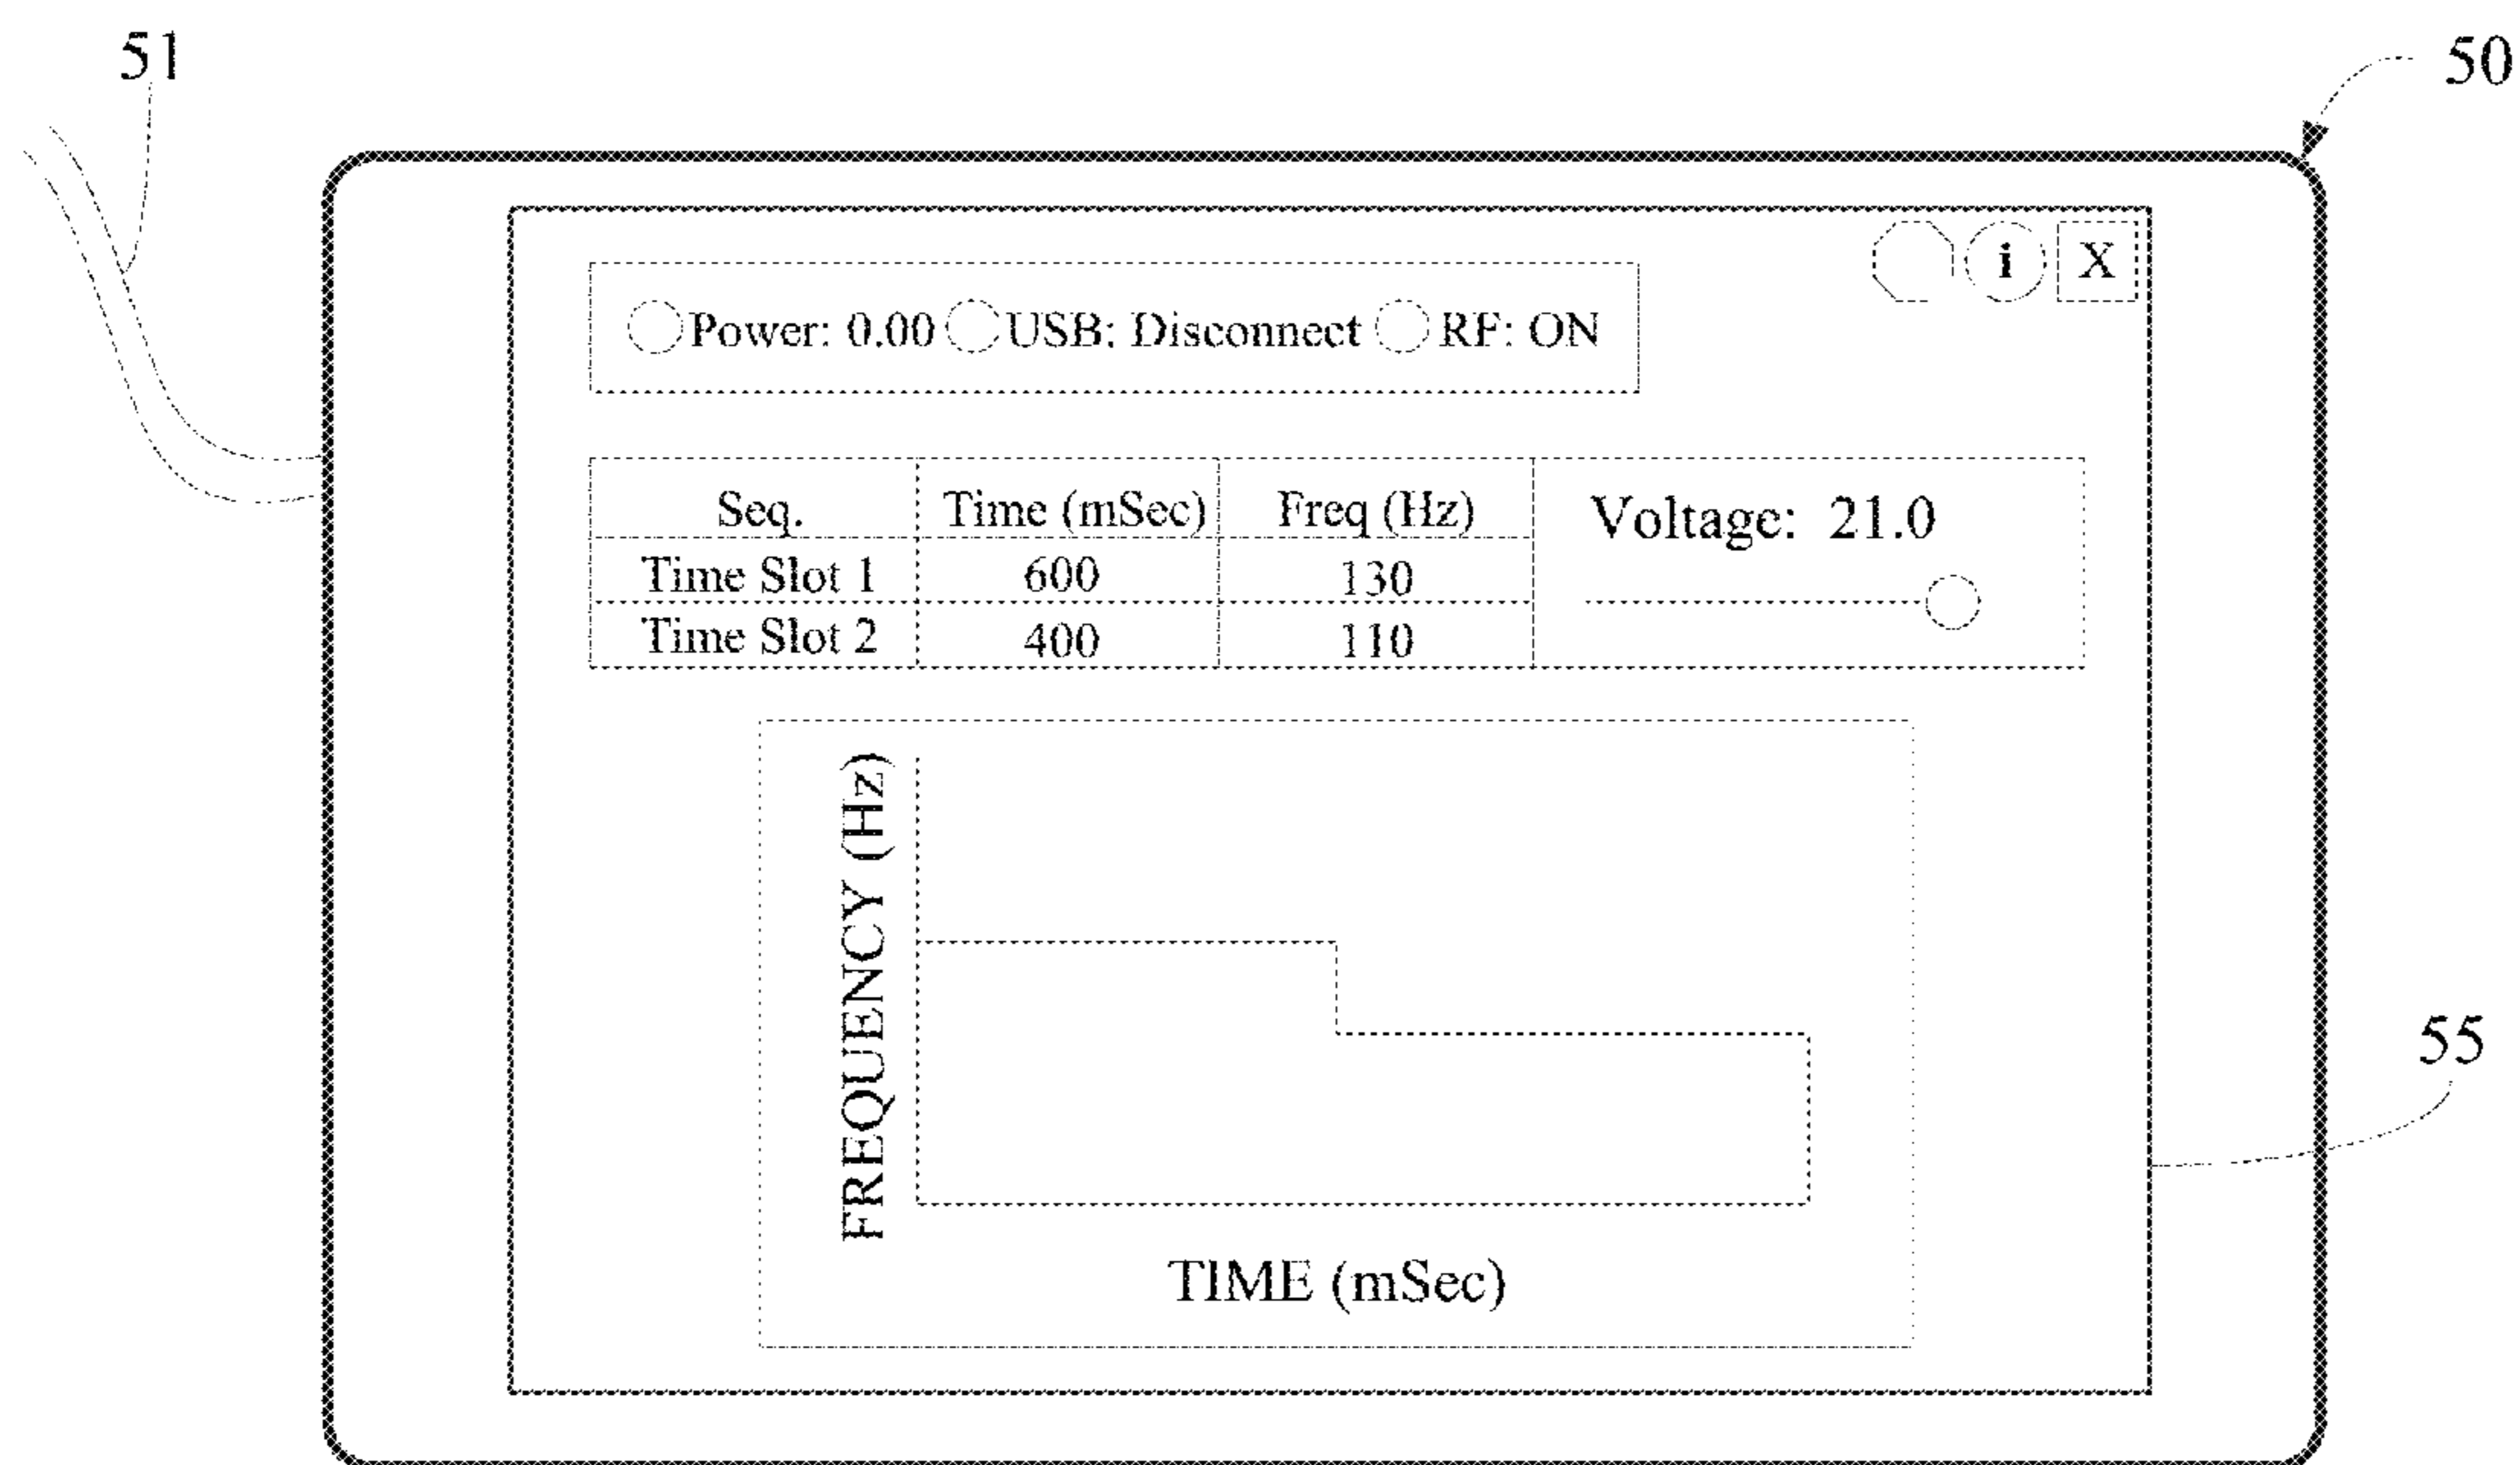 51
50
i X
Power: 0.00 USB: Disconnect RF: ON
Seq. Time (mSec) Freq (Hz) Voltage: 21.0
Time Slot 1 600 130
Time Slot 2 400 110
FREQUENCY (Hz)
55
TIME (mSec)